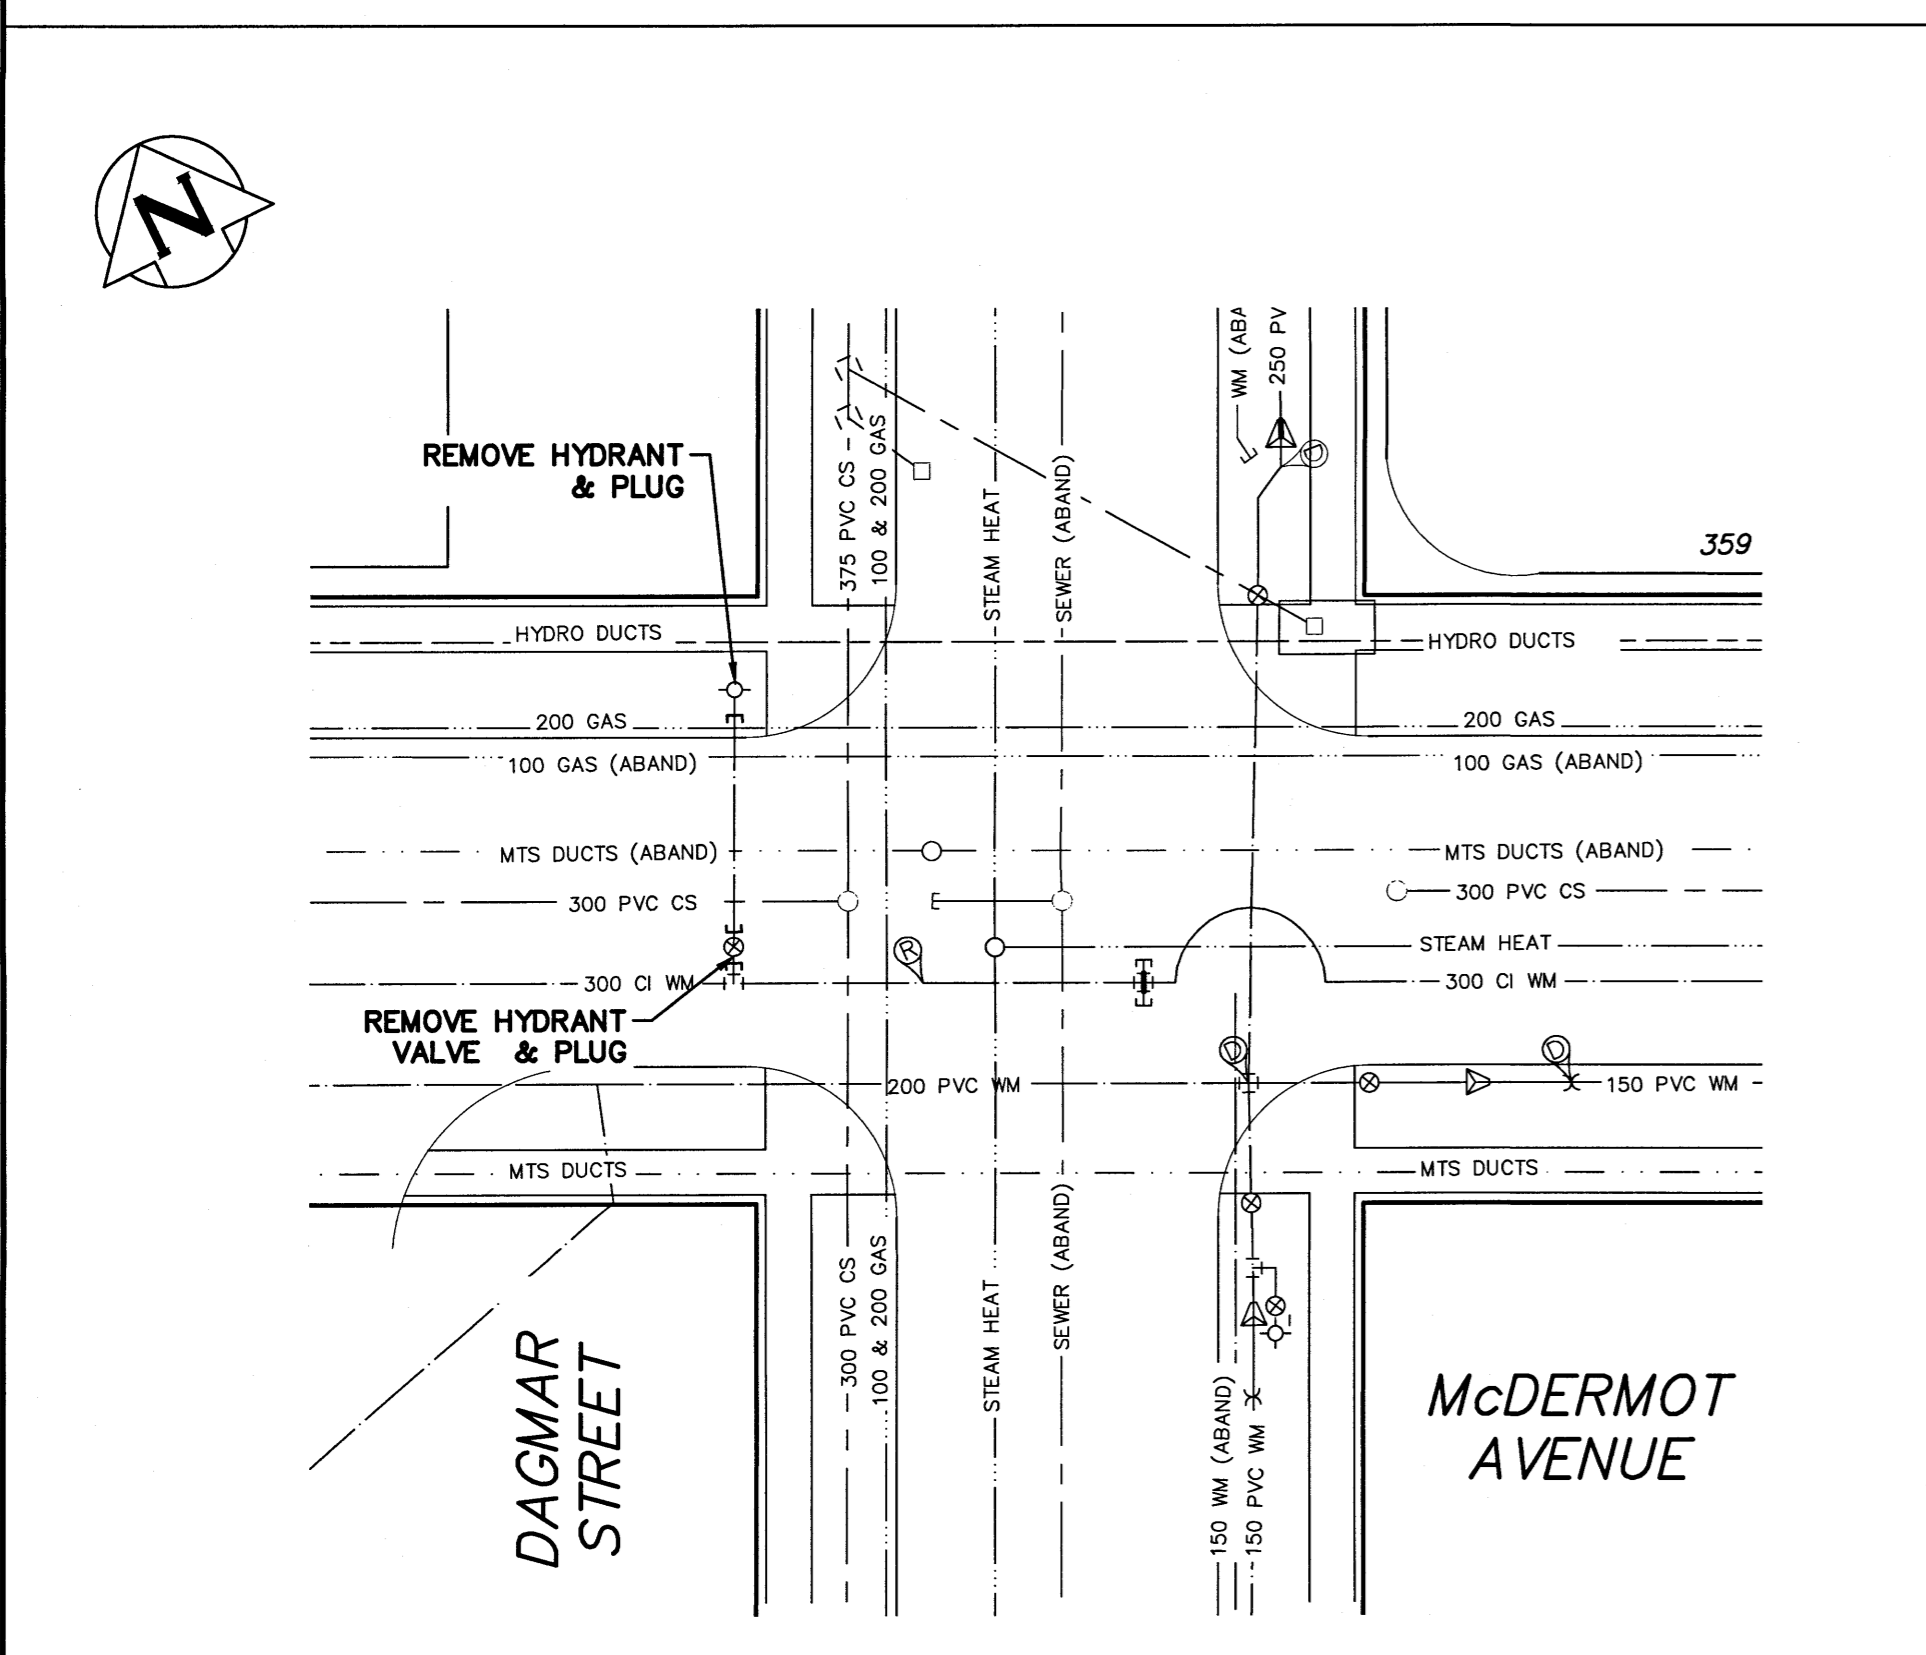 N
WM (ABA
250 PV
REMOVE HYDRANT
& PLUG
375 PVC CS
100 & 200 GAS
STEAM HEAT
SEWER (ABAND)
D
359
HYDRO DUCTS
HYDRO DUCTS
200 GAS
200 GAS
100 GAS (ABAND)
100 GAS (ABAND)
MTS DUCTS (ABAND)
MTS DUCTS (ABAND)
300 PVC CS
300 PVC CS
R
STEAM HEAT
300 CI WM
300 CI WM
REMOVE HYDRANT
VALVE & PLUG
D
D
200 PVC WM
150 PVC WM
MTS DUCTS
MTS DUCTS
300 PVC CS
100 & 200 GAS
STEAM HEAT
SEWER (ABAND)
150 WM (ABAND)
150 PVC WM
DAGMAR
STREET
McDERMOT
AVENUE